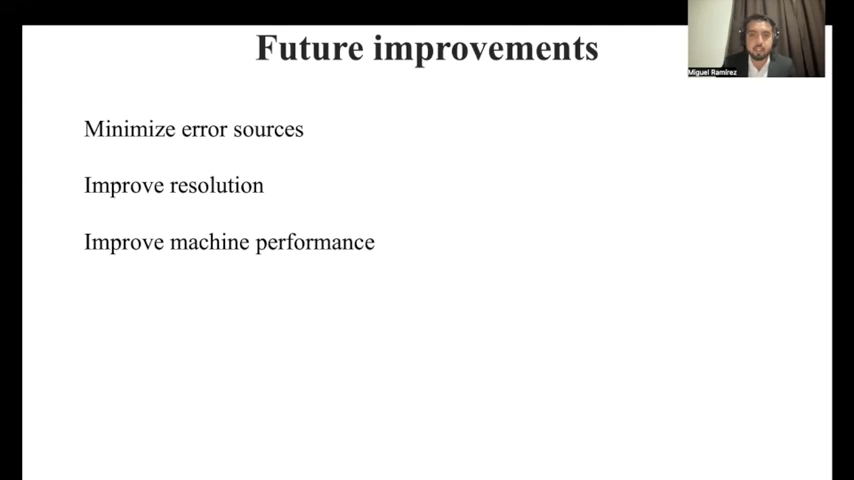 Future improvements
Miguel Ramirez
Minimize error sources
Improve resolution
Improve machine performance